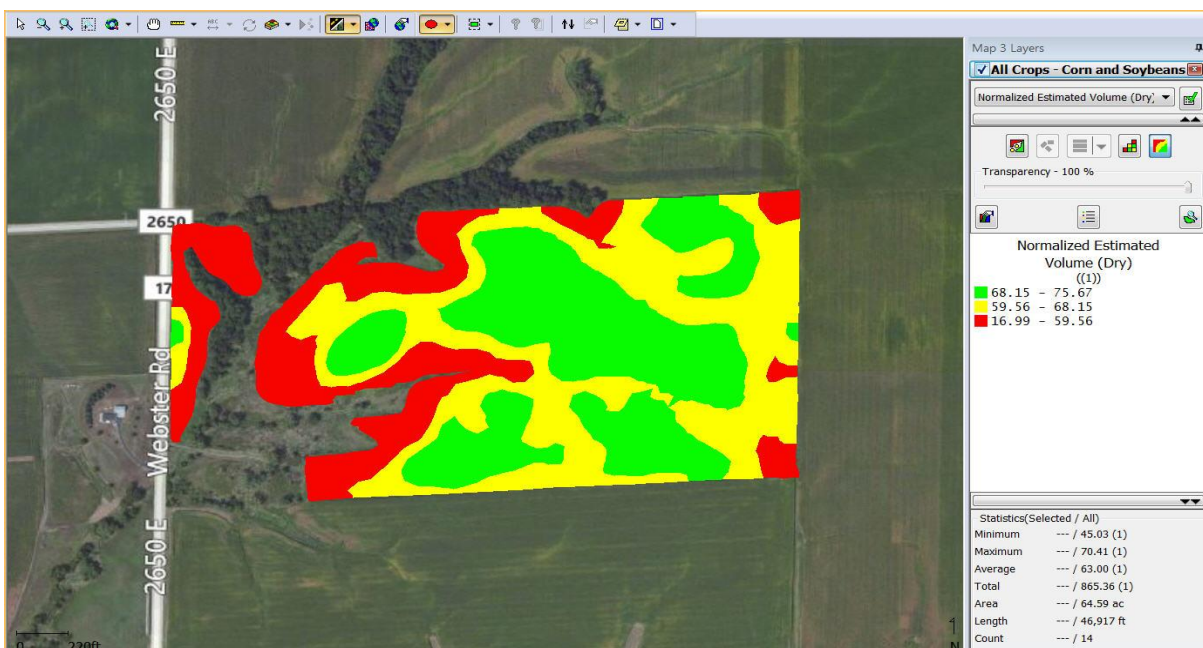 ABC
Map 3 Layers
All Crops - Corn and Soybeans
Normalized Estimated Volume (Dry)
Transparency - 100 %
Normalized Estimated
Volume (Dry)
((1))
68.15 - 75.67
59.56 - 68.15
16.99 - 59.56
Statistics(Selected / All)
Minimum --- / 45.03 (1)
Maximum --- / 70.41 (1)
Average --- / 63.00 (1)
Total --- / 865.36 (1)
Area --- / 64.59 ac
Length --- / 46,917 ft
Count --- / 14
2650 E
2650
17
Webster Rd
2650 E
0 220ft
N